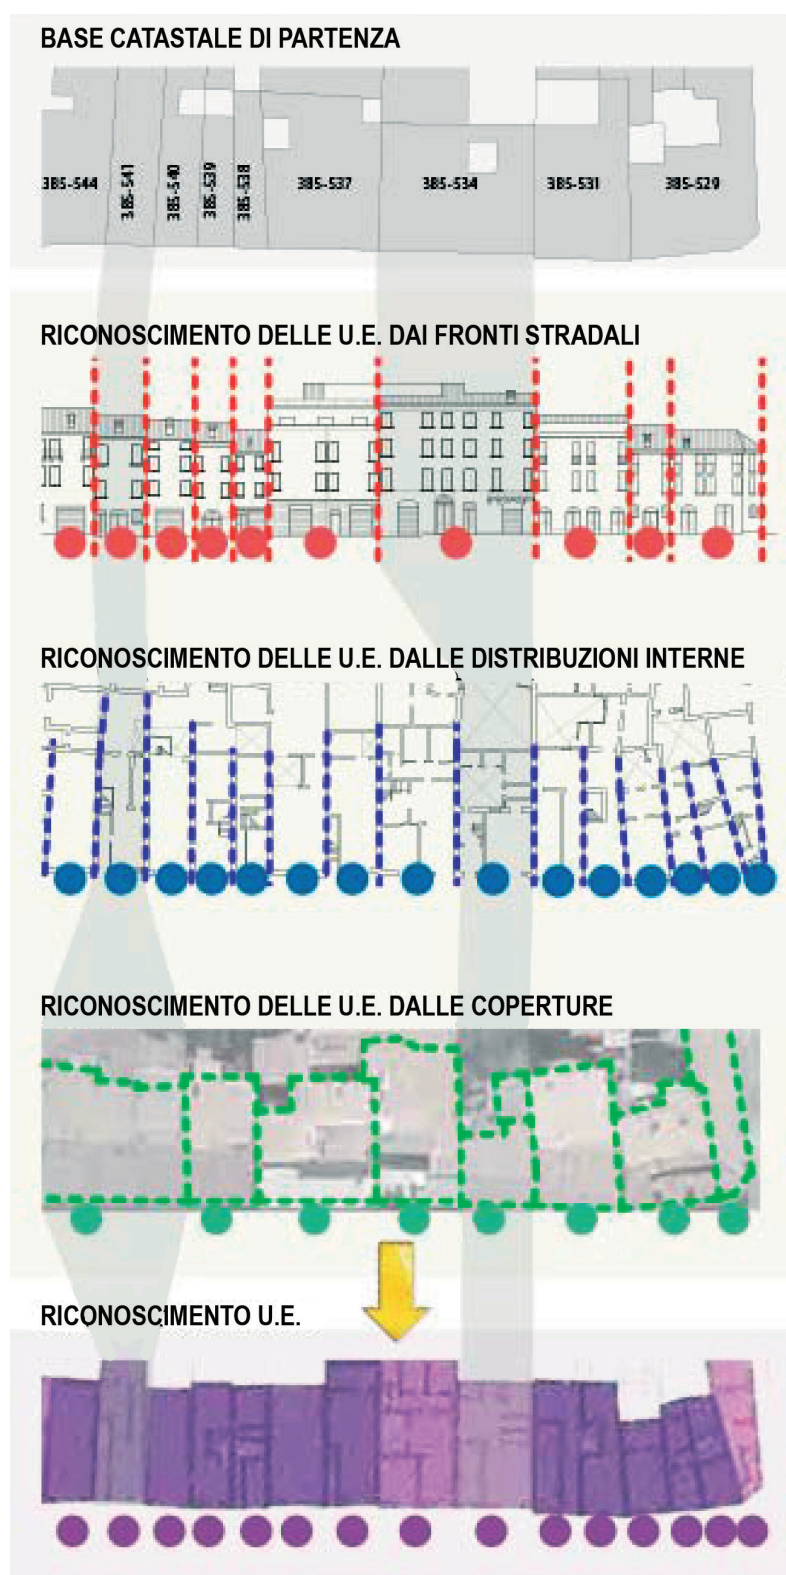 BASE CATASTALE DI PARTENZA
385-544
385-541
385-540
385-539
385-538
385-537
385-534
385-531
385-529
RICONOSCIMENTO DELLE U.E. DAI FRONTI STRADALI
RICONOSCIMENTO DELLE U.E. DALLE DISTRIBUZIONI INTERNE
RICONOSCIMENTO DELLE U.E. DALLE COPERTURE
RICONOSCIMENTO U.E.